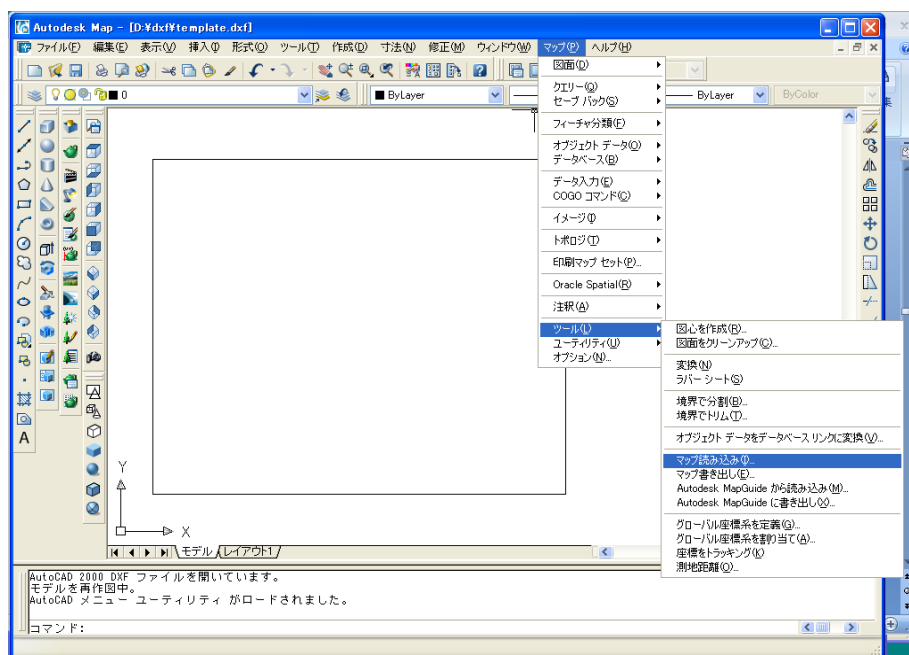 Autodesk Map - [D:¥dxf¥template.dxf]
ファイル(F) 編集(E) 表示(V) 挿入(I) 形式(O) ツール(T) 作成(D) 寸法(N) 修正(M) ウィンドウ(W) マップ(P) ヘルプ(H)
0 ByLayer ByLayer ByColor
図面(D)
クエリー(Q)
セーブ バック(S)
フィーチャ分類(F)
オブジェクト データ(O)
データベース(B)
データ入力(E)
COGO コマンド(C)
イメージ(I)
トポロジ(T)
印刷マップ セット(P)...
Oracle Spatial(R)
注釈(A)
ツール(L)
ユーティリティ(U)
オプション(N)...
図心を作成(R)...
図面をクリーンアップ(C)...
変換(N)
ラバー シート(S)
境界で分割(B)...
境界でトリム(T)...
オブジェクト データをデータベース リンクに変換(V)...
マップ読み込み(I)...
マップ書き出し(E)...
Autodesk MapGuide から読み込み(M)...
Autodesk MapGuide に書き出し(X)...
グローバル座標系を定義(G)...
グローバル座標系を割り当て(A)...
座標をトラッキング(K)
測地距離(O)...
A
Y
X
モデル レイアウト1
AutoCAD 2000 DXF ファイルを開いています。
モデルを再作図中。
AutoCAD メニュー ユーティリティ がロードされました。
コマンド: